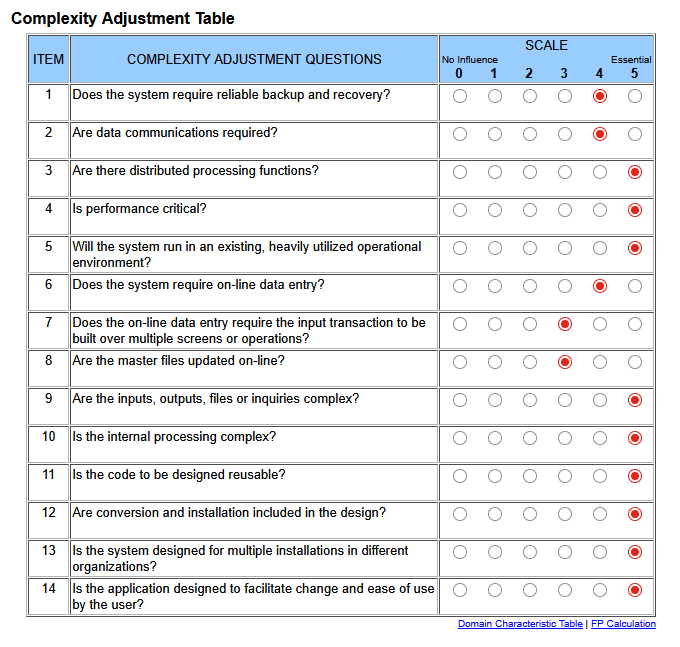 Complexity Adjustment Table
ITEM COMPLEXITY ADJUSTMENT QUESTIONS SCALE
No Influence Essential
0 1 2 3 4 5
1 Does the system require reliable backup and recovery?
2 Are data communications required?
3 Are there distributed processing functions?
4 Is performance critical?
5 Will the system run in an existing, heavily utilized operational
environment?
6 Does the system require on-line data entry?
7 Does the on-line data entry require the input transaction to be
built over multiple screens or operations?
8 Are the master files updated on-line?
9 Are the inputs, outputs, files or inquiries complex?
10 Is the internal processing complex?
11 Is the code to be designed reusable?
12 Are conversion and installation included in the design?
13 Is the system designed for multiple installations in different
organizations?
14 Is the application designed to facilitate change and ease of use
by the user?
Domain Characteristic Table | FP Calculation